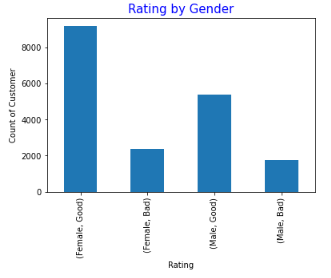 Rating by Gender
Count of Customer
8000
6000
4000
2000
0
(Female, Good)
(Female, Bad)
(Male, Good)
(Male, Bad)
Rating